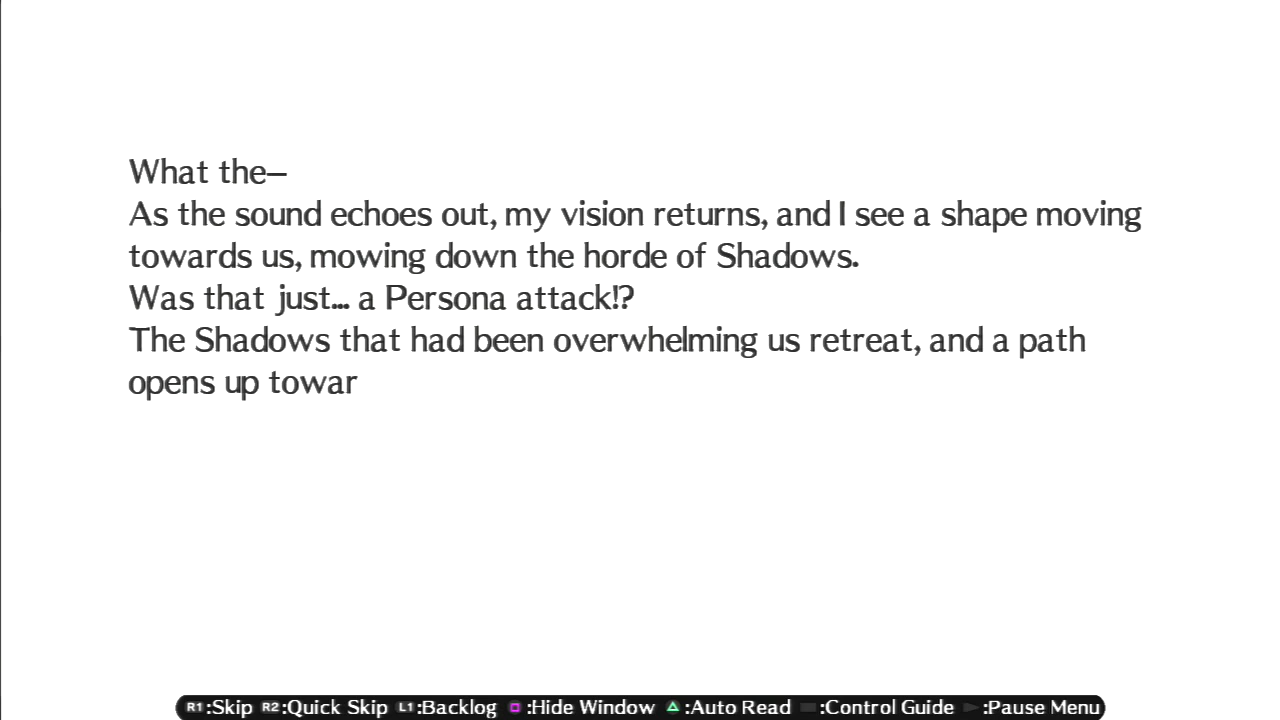 What the—
As the sound echoes out, my vision returns, and I see a shape moving
towards us, mowing down the horde of Shadows.
Was that just... a Persona attack!?
The Shadows that had been overwhelming us retreat, and a path
opens up towar
R1:Skip R2:Quick Skip L1:Backlog :Hide Window :Auto Read :Control Guide :Pause Menu